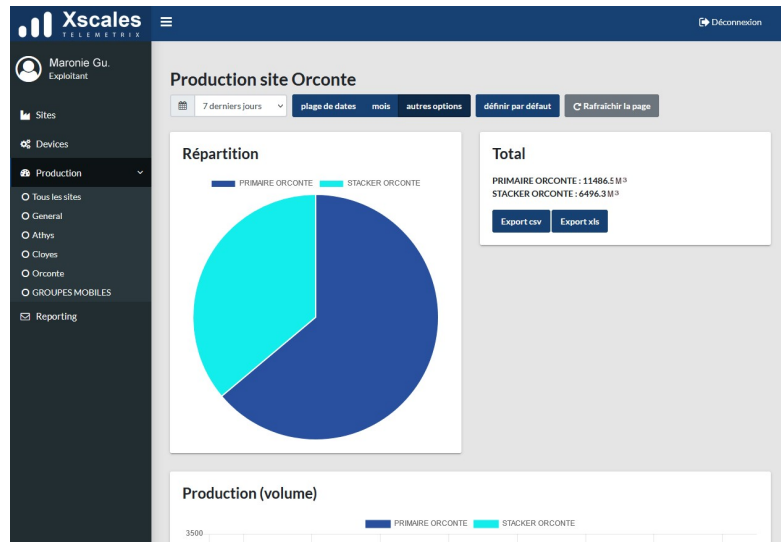 Xscales
TELEMETRIX
Déconnexion
Maronie Gu.
Exploitant
Sites
Devices
Production
Tous les sites
General
Athys
Cloyes
Orconte
GROUPES MOBILES
Reporting
Production site Orconte
7 derniers jours
plage de dates mois autres options
définir par défaut
Rafraîchir la page
Répartition
PRIMAIRE ORCONTE STACKER ORCONTE
Total
PRIMAIRE ORCONTE : 11486.5 M³
STACKER ORCONTE : 6496.3 M³
Export csv Export xls
Production (volume)
PRIMAIRE ORCONTE STACKER ORCONTE
3500